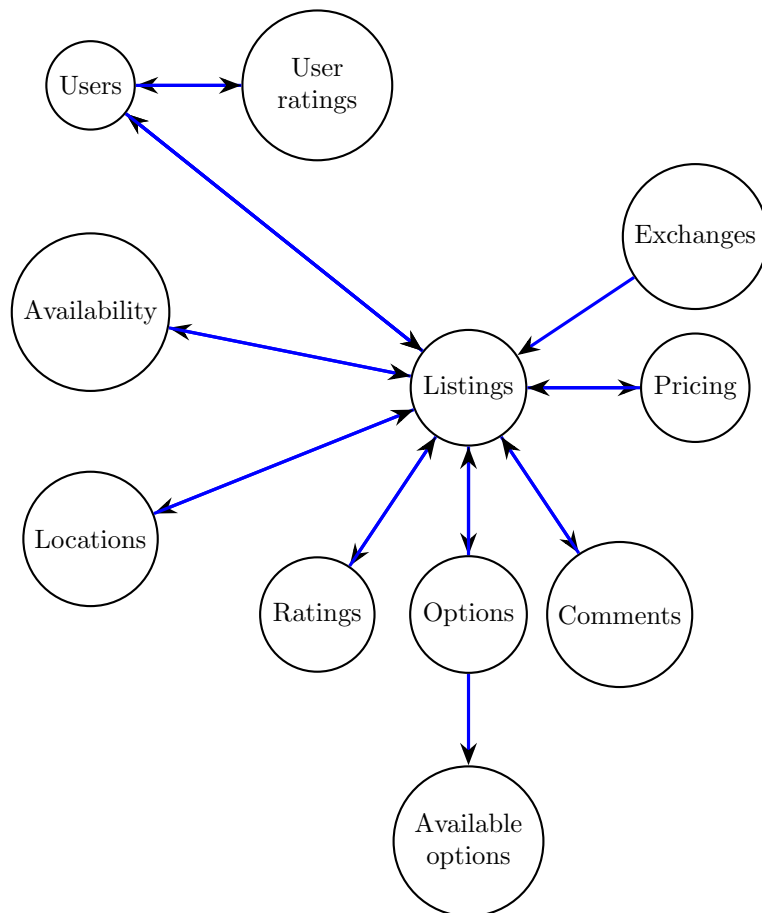 Users
User
ratings
Exchanges
Availability
Listings
Pricing
Locations
Ratings
Options
Comments
Available
options